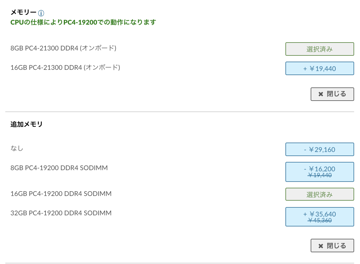 メモリー ⓘ
CPUの仕様によりPC4-19200での動作になります
8GB PC4-21300 DDR4 (オンボード)
選択済み
16GB PC4-21300 DDR4 (オンボード)
+ ¥19,440
✖ 閉じる
追加メモリ
なし
- ¥29,160
8GB PC4-19200 DDR4 SODIMM
- ¥16,200
¥19,440
16GB PC4-19200 DDR4 SODIMM
選択済み
32GB PC4-19200 DDR4 SODIMM
+ ¥35,640
¥45,360
✖ 閉じる